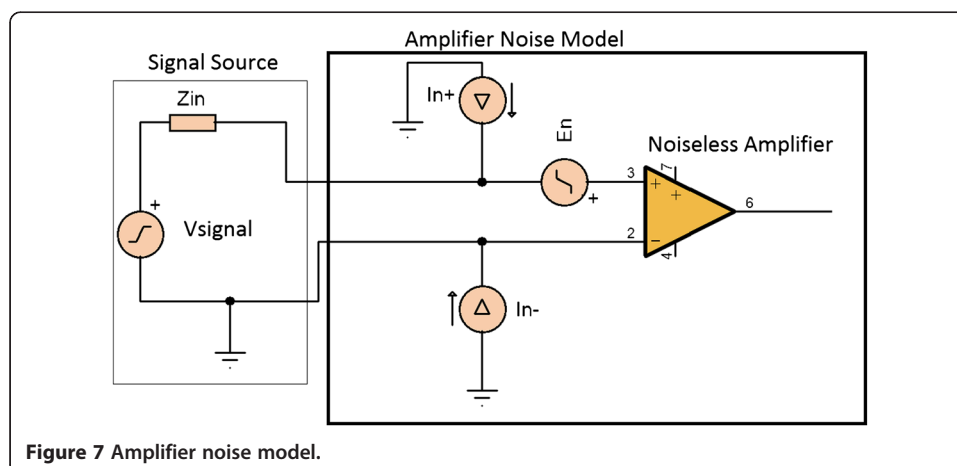 Amplifier Noise Model
Signal Source
Zin
In+
En
Noiseless Amplifier
3
7
+
+
+
6
+
Vsignal
2
-
4
In-
Figure 7 Amplifier noise model.